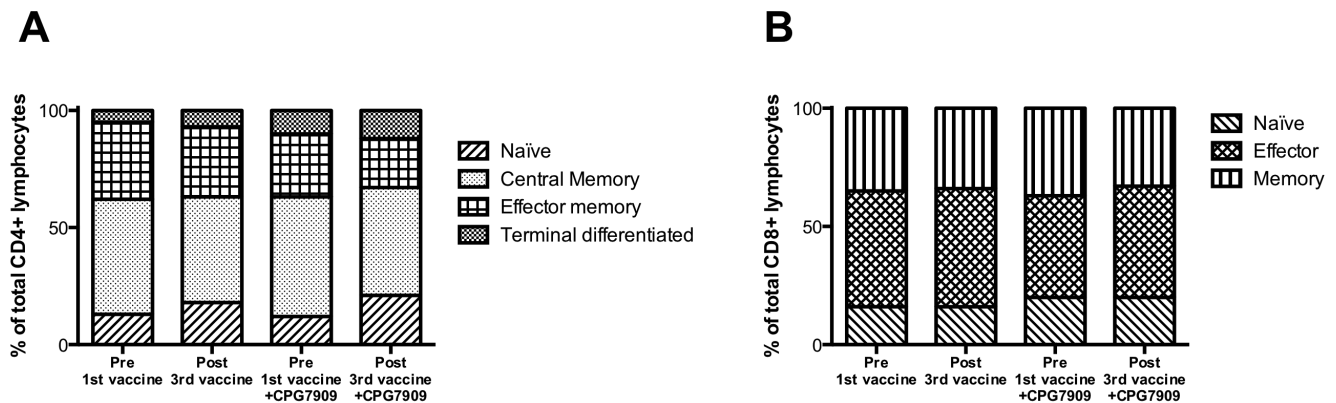 A
% of total CD4+ lymphocytes
100
50
0
Pre
1st vaccine
Post
3rd vaccine
Pre
1st vaccine
+CPG7909
Post
3rd vaccine
+CPG7909
Naïve
Central Memory
Effector memory
Terminal differentiated
B
% of total CD8+ lymphocytes
100
50
0
Pre
1st vaccine
Post
3rd vaccine
Pre
1st vaccine
+CPG7909
Post
3rd vaccine
+CPG7909
Naïve
Effector
Memory